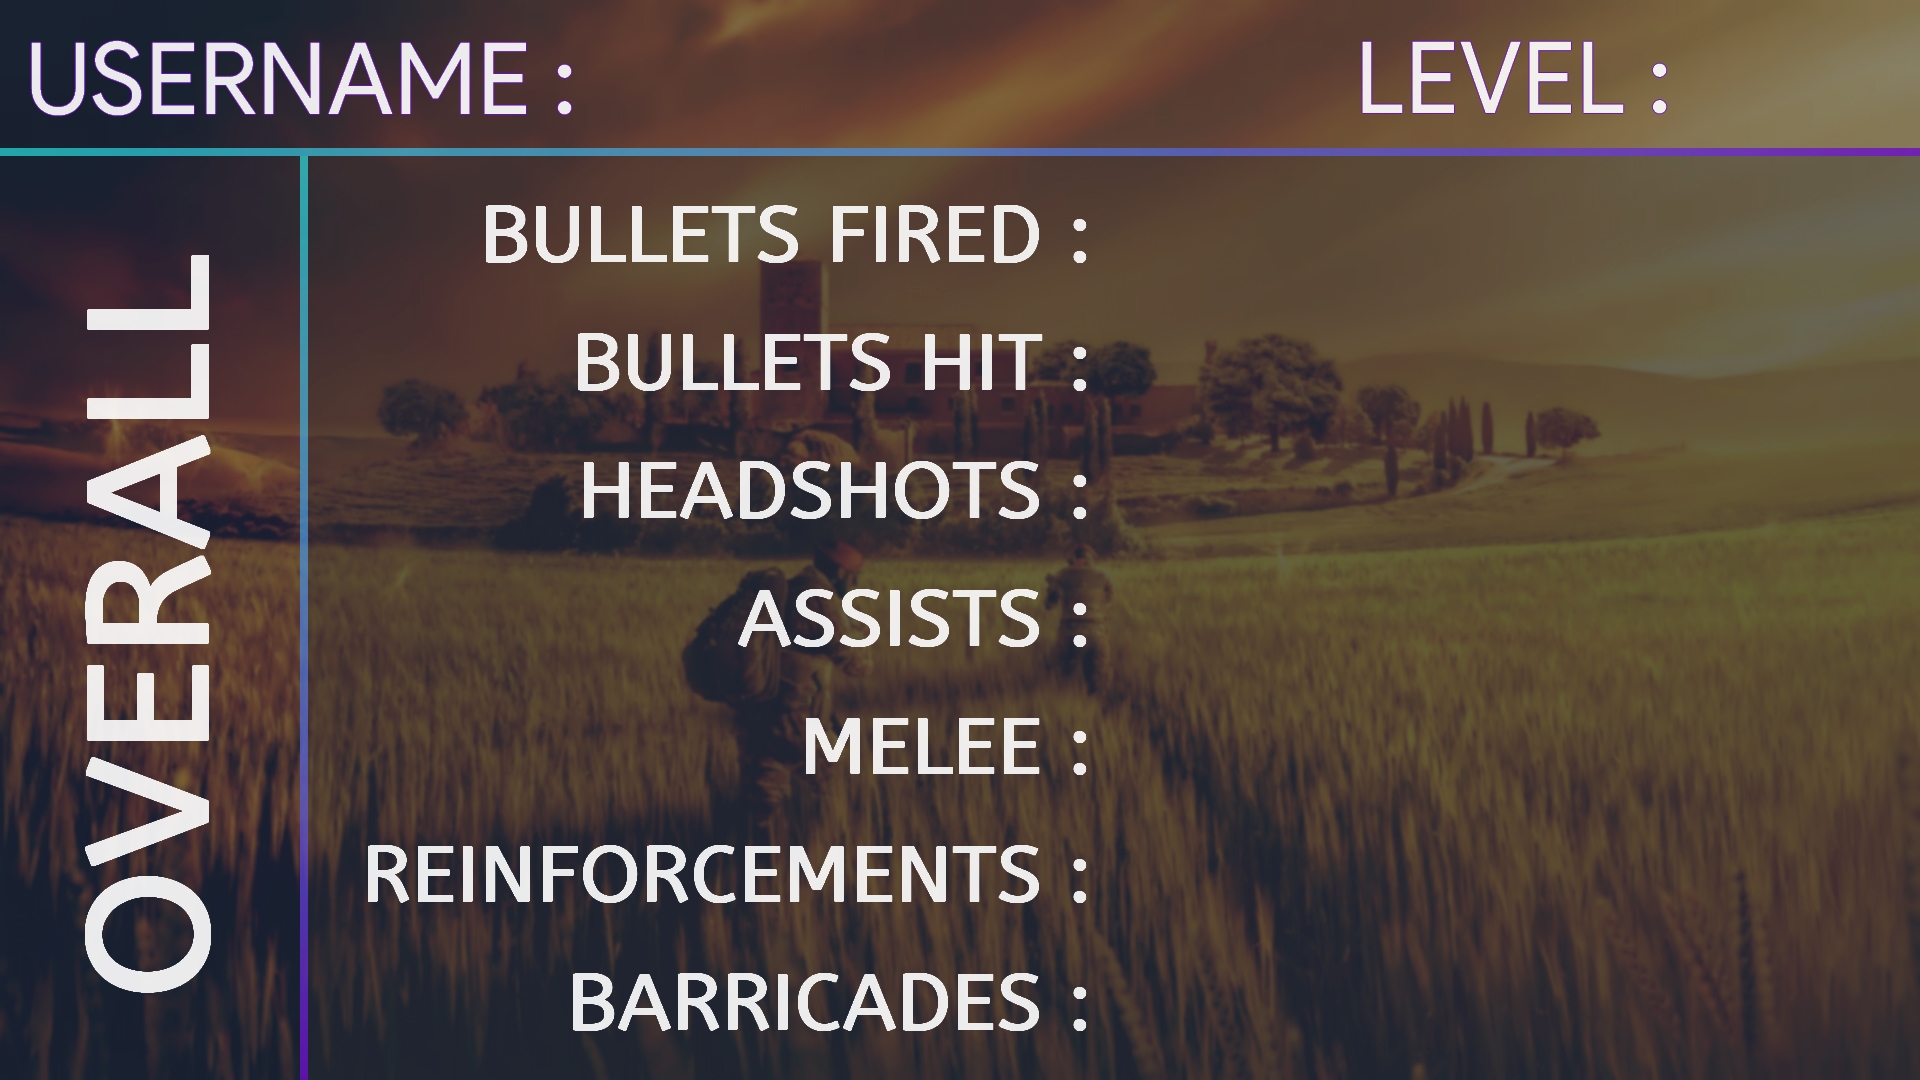 USERNAME :
LEVEL :
OVERALL
BULLETS FIRED :
BULLETS HIT :
HEADSHOTS :
ASSISTS :
MELEE :
REINFORCEMENTS :
BARRICADES :